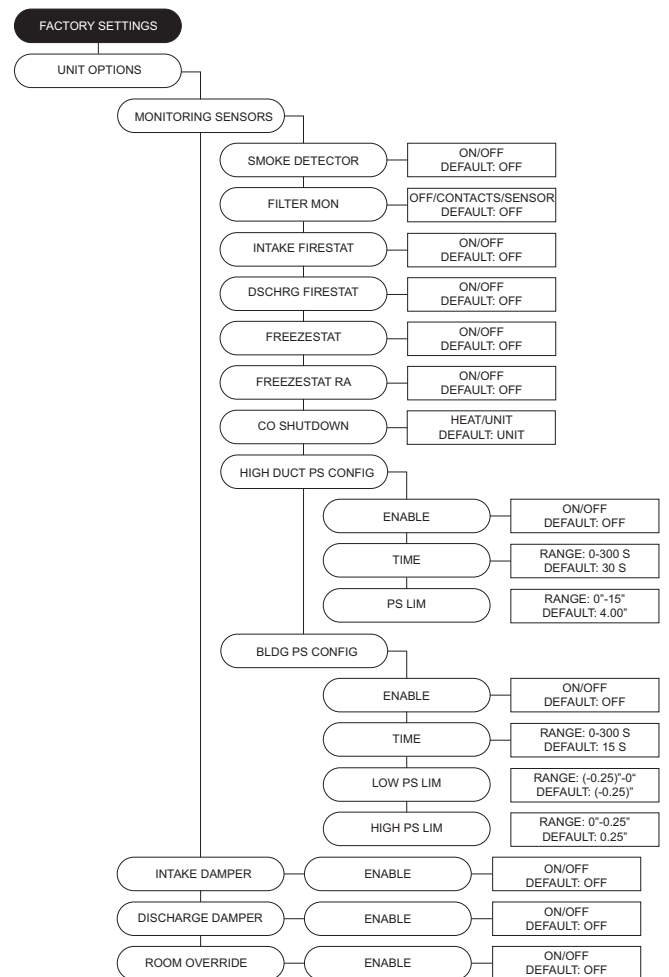 FACTORY SETTINGS
UNIT OPTIONS
MONITORING SENSORS
SMOKE DETECTOR
ON/OFF
DEFAULT: OFF
FILTER MON
OFF/CONTACTS/SENSOR
DEFAULT: OFF
INTAKE FIRESTAT
ON/OFF
DEFAULT: OFF
DSCHRG FIRESTAT
ON/OFF
DEFAULT: OFF
FREEZESTAT
ON/OFF
DEFAULT: OFF
FREEZESTAT RA
ON/OFF
DEFAULT: OFF
CO SHUTDOWN
HEAT/UNIT
DEFAULT: UNIT
HIGH DUCT PS CONFIG
ENABLE
ON/OFF
DEFAULT: OFF
TIME
RANGE: 0-300 S
DEFAULT: 30 S
PS LIM
RANGE: 0”-15”
DEFAULT: 4.00”
BLDG PS CONFIG
ENABLE
ON/OFF
DEFAULT: OFF
TIME
RANGE: 0-300 S
DEFAULT: 15 S
LOW PS LIM
RANGE: (-0.25)”-0“
DEFAULT: (-0.25)”
HIGH PS LIM
RANGE: 0”-0.25”
DEFAULT: 0.25”
INTAKE DAMPER
ENABLE
ON/OFF
DEFAULT: OFF
DISCHARGE DAMPER
ENABLE
ON/OFF
DEFAULT: OFF
ROOM OVERRIDE
ENABLE
ON/OFF
DEFAULT: OFF